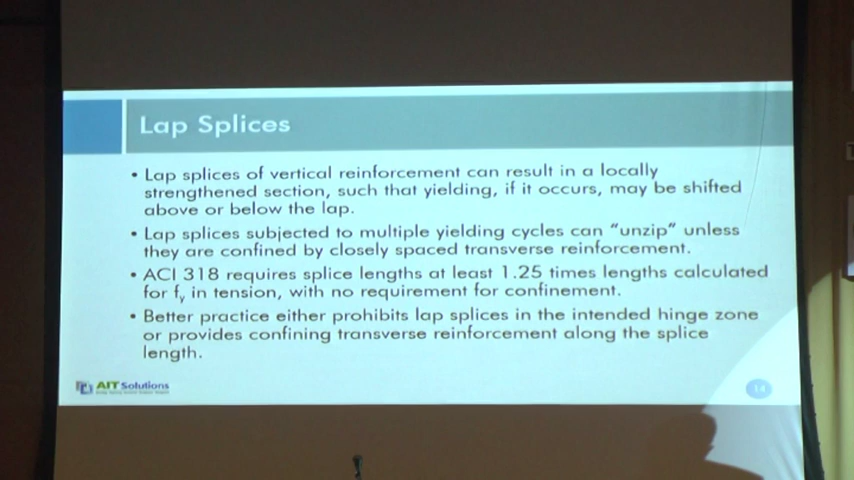 Lap Splices
• Lap splices of vertical reinforcement can result in a locally
strengthened section, such that yielding, if it occurs, may be shifted
above or below the lap.
• Lap splices subjected to multiple yielding cycles can “unzip” unless
they are confined by closely spaced transverse reinforcement.
• ACI 318 requires splice lengths at least 1.25 times lengths calculated
for fy in tension, with no requirement for confinement.
• Better practice either prohibits lap splices in the intended hinge zone
or provides confining transverse reinforcement along the splice
length.
AIT Solutions
14